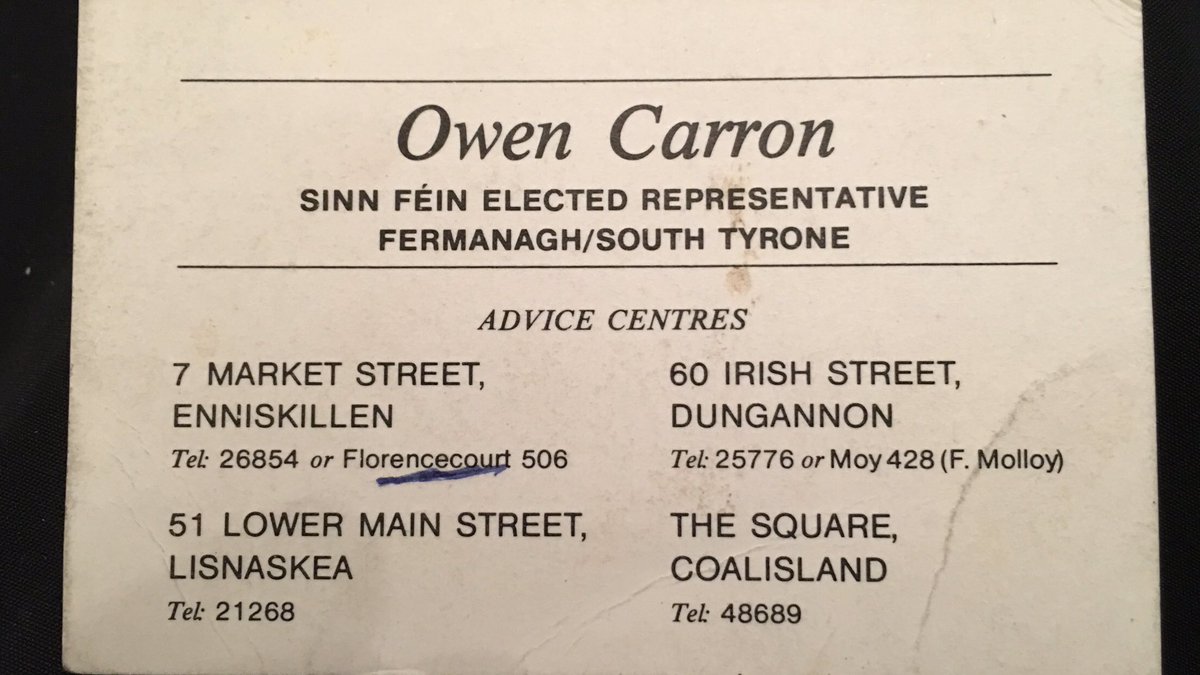 Owen Carron
SINN FÉIN ELECTED REPRESENTATIVE
FERMANAGH/SOUTH TYRONE
ADVICE CENTRES
7 MARKET STREET,
ENNISKILLEN
Tel: 26854 or Florencecourt 506
60 IRISH STREET,
DUNGANNON
Tel: 25776 or Moy 428 (F. Molloy)
51 LOWER MAIN STREET,
LISNASKEA
Tel: 21268
THE SQUARE,
COALISLAND
Tel: 48689